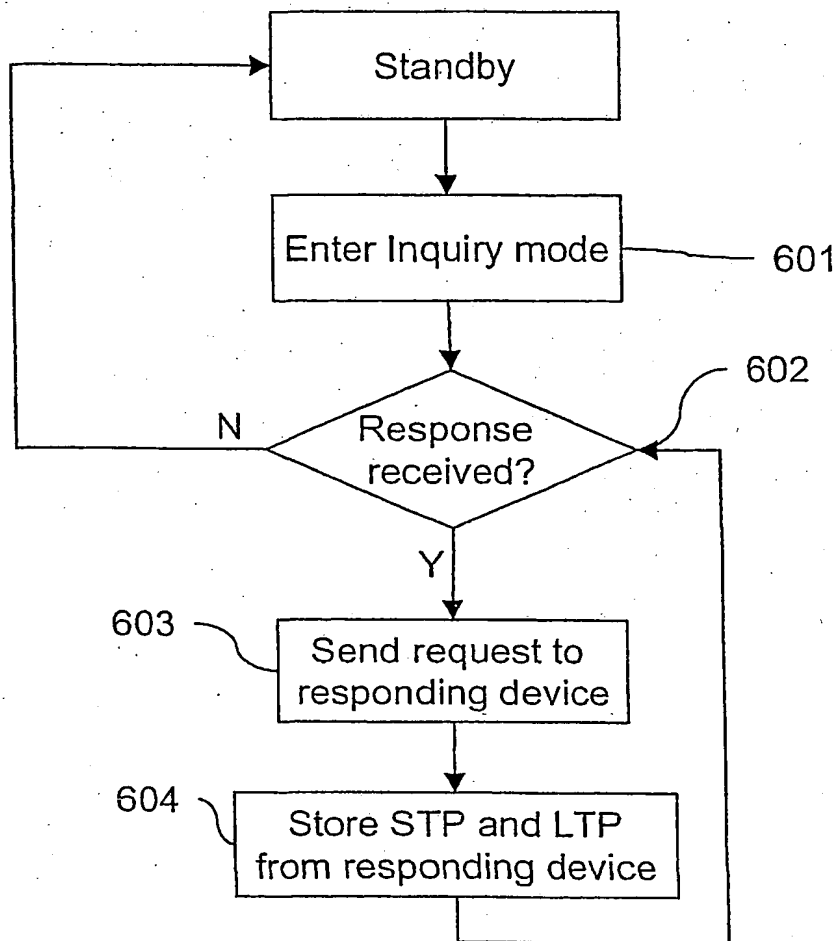 Standby
Enter Inquiry mode
601
602
N
Response
received?
Y
603
Send request to
responding device
604
Store STP and LTP
from responding device